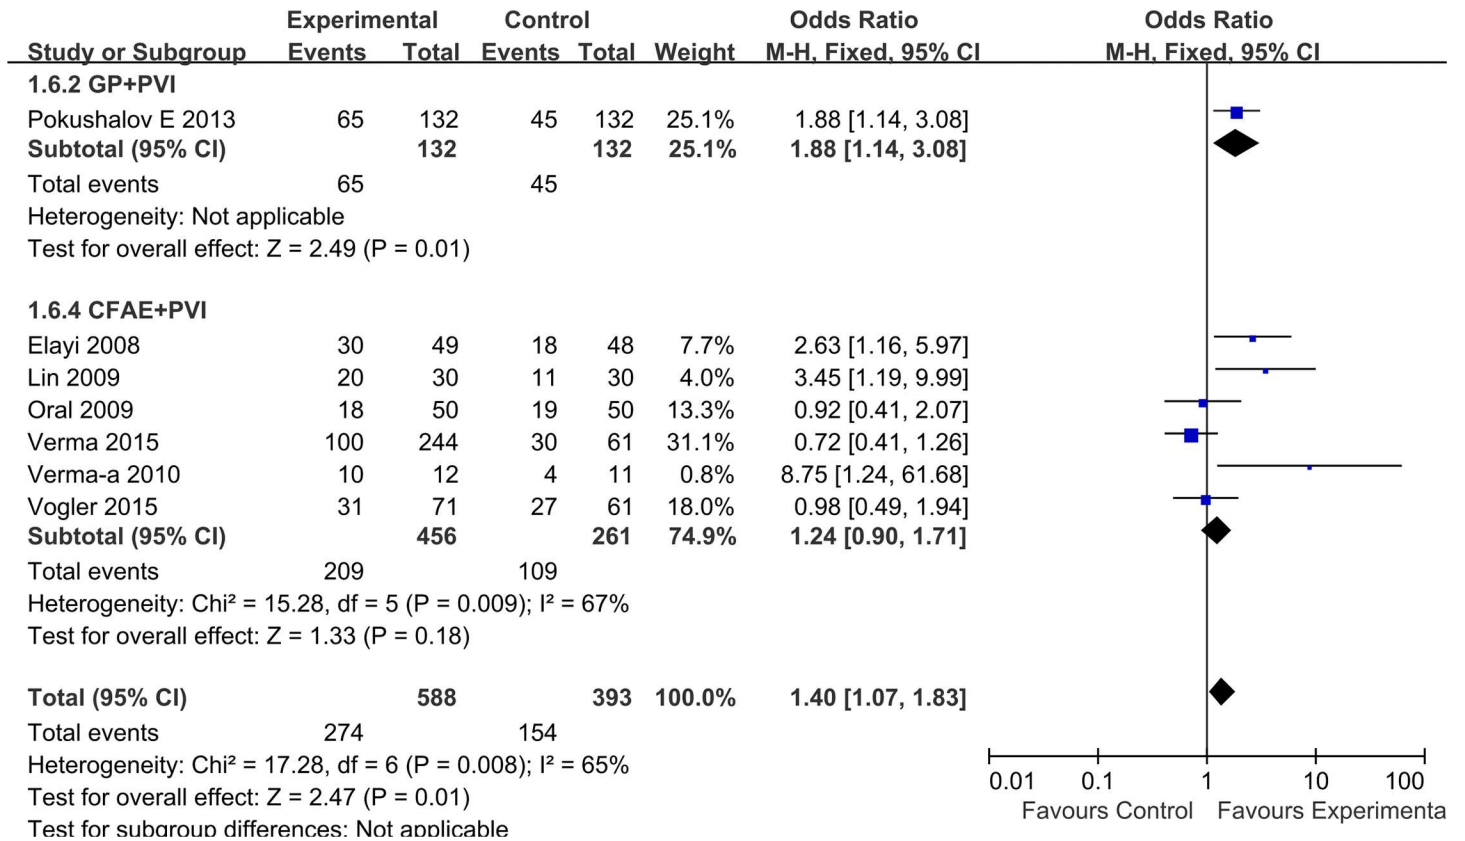 Experimental Control Odds Ratio Odds Ratio
Study or Subgroup Events Total Events Total Weight M-H, Fixed, 95% CI M-H, Fixed, 95% CI
1.6.2 GP+PVI
Pokushalov E 2013 65 132 45 132 25.1% 1.88 [1.14, 3.08]
Subtotal (95% CI) 132 132 25.1% 1.88 [1.14, 3.08]
Total events 65 45
Heterogeneity: Not applicable
Test for overall effect: Z = 2.49 (P = 0.01)
1.6.4 CFAE+PVI
Elayi 2008 30 49 18 48 7.7% 2.63 [1.16, 5.97]
Lin 2009 20 30 11 30 4.0% 3.45 [1.19, 9.99]
Oral 2009 18 50 19 50 13.3% 0.92 [0.41, 2.07]
Verma 2015 100 244 30 61 31.1% 0.72 [0.41, 1.26]
Verma-a 2010 10 12 4 11 0.8% 8.75 [1.24, 61.68]
Vogler 2015 31 71 27 61 18.0% 0.98 [0.49, 1.94]
Subtotal (95% CI) 456 261 74.9% 1.24 [0.90, 1.71]
Total events 209 109
Heterogeneity: Chi² = 15.28, df = 5 (P = 0.009); I² = 67%
Test for overall effect: Z = 1.33 (P = 0.18)
Total (95% CI) 588 393 100.0% 1.40 [1.07, 1.83]
Total events 274 154
Heterogeneity: Chi² = 17.28, df = 6 (P = 0.008); I² = 65%
Test for overall effect: Z = 2.47 (P = 0.01)
Test for subgroup differences: Not applicable
0.01 0.1 1 10 100
Favours Control Favours Experimenta